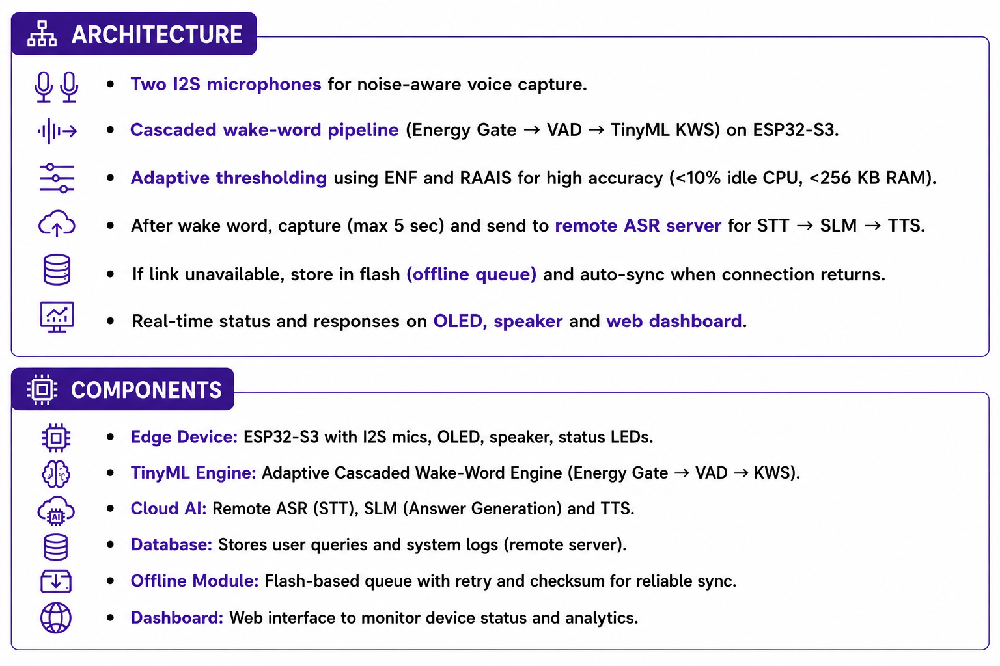 ARCHITECTURE
• Two I2S microphones for noise-aware voice capture.
• Cascaded wake-word pipeline (Energy Gate → VAD → TinyML KWS) on ESP32-S3.
• Adaptive thresholding using ENF and RAAIS for high accuracy (<10% idle CPU, <256 KB RAM).
• After wake word, capture (max 5 sec) and send to remote ASR server for STT → SLM → TTS.
• If link unavailable, store in flash (offline queue) and auto-sync when connection returns.
• Real-time status and responses on OLED, speaker and web dashboard.
COMPONENTS
• Edge Device: ESP32-S3 with I2S mics, OLED, speaker, status LEDs.
• TinyML Engine: Adaptive Cascaded Wake-Word Engine (Energy Gate → VAD → KWS).
• Cloud AI: Remote ASR (STT), SLM (Answer Generation) and TTS.
AI
• Database: Stores user queries and system logs (remote server).
• Offline Module: Flash-based queue with retry and checksum for reliable sync.
• Dashboard: Web interface to monitor device status and analytics.